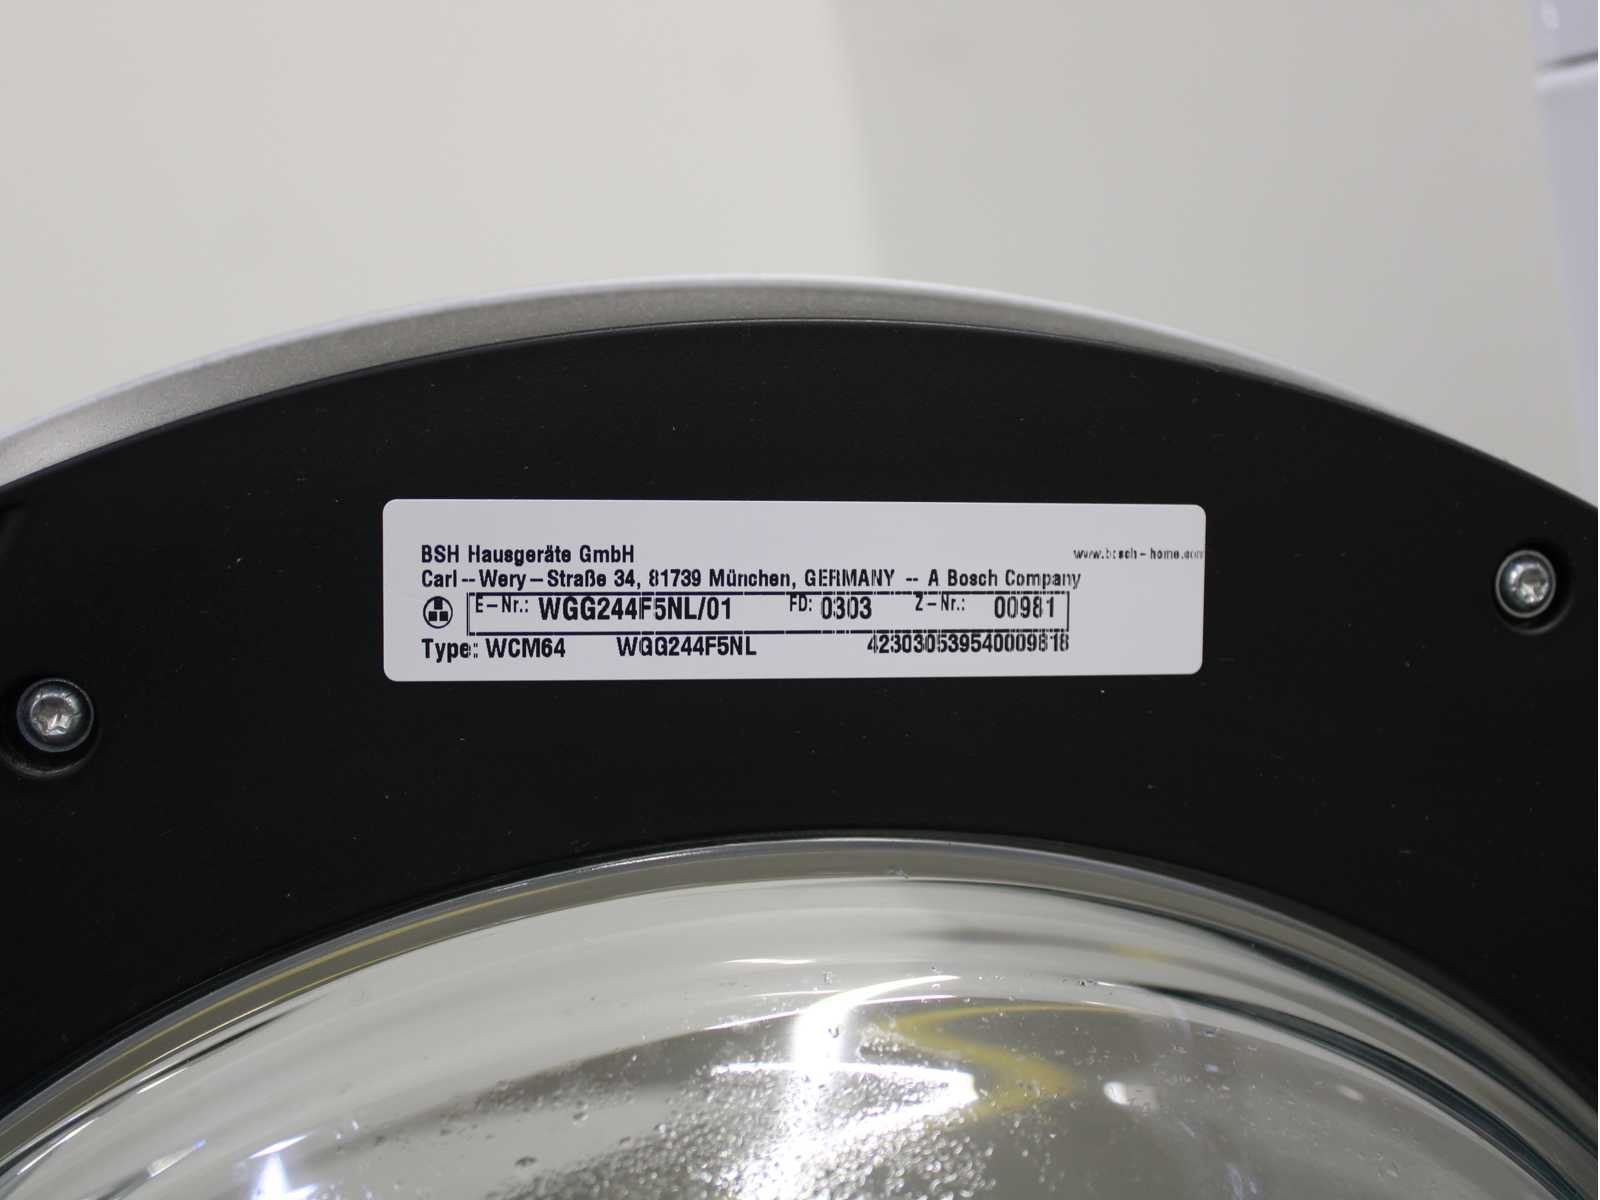 BSH Hausgeräte GmbH www.bosch-home.com
Carl-Wery-Straße 34, 81739 München, GERMANY -- A Bosch Company
E-Nr.: WGG244F5NL/01 FD: 0303 Z-Nr.: 00981
Type: WCM64 WGG244F5NL 423030539540009818